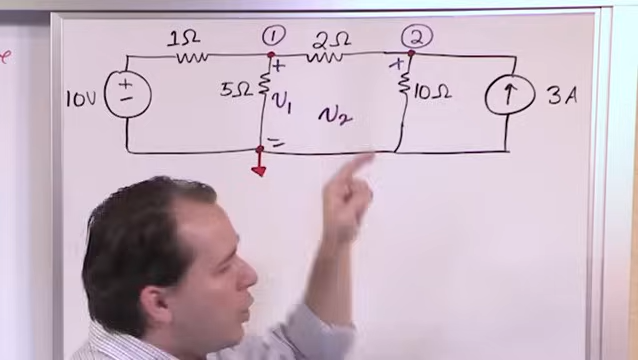 1Ω ① 2Ω ②
10V + - 5Ω + v₁ - v₂ + 10Ω ↑ 3A
e